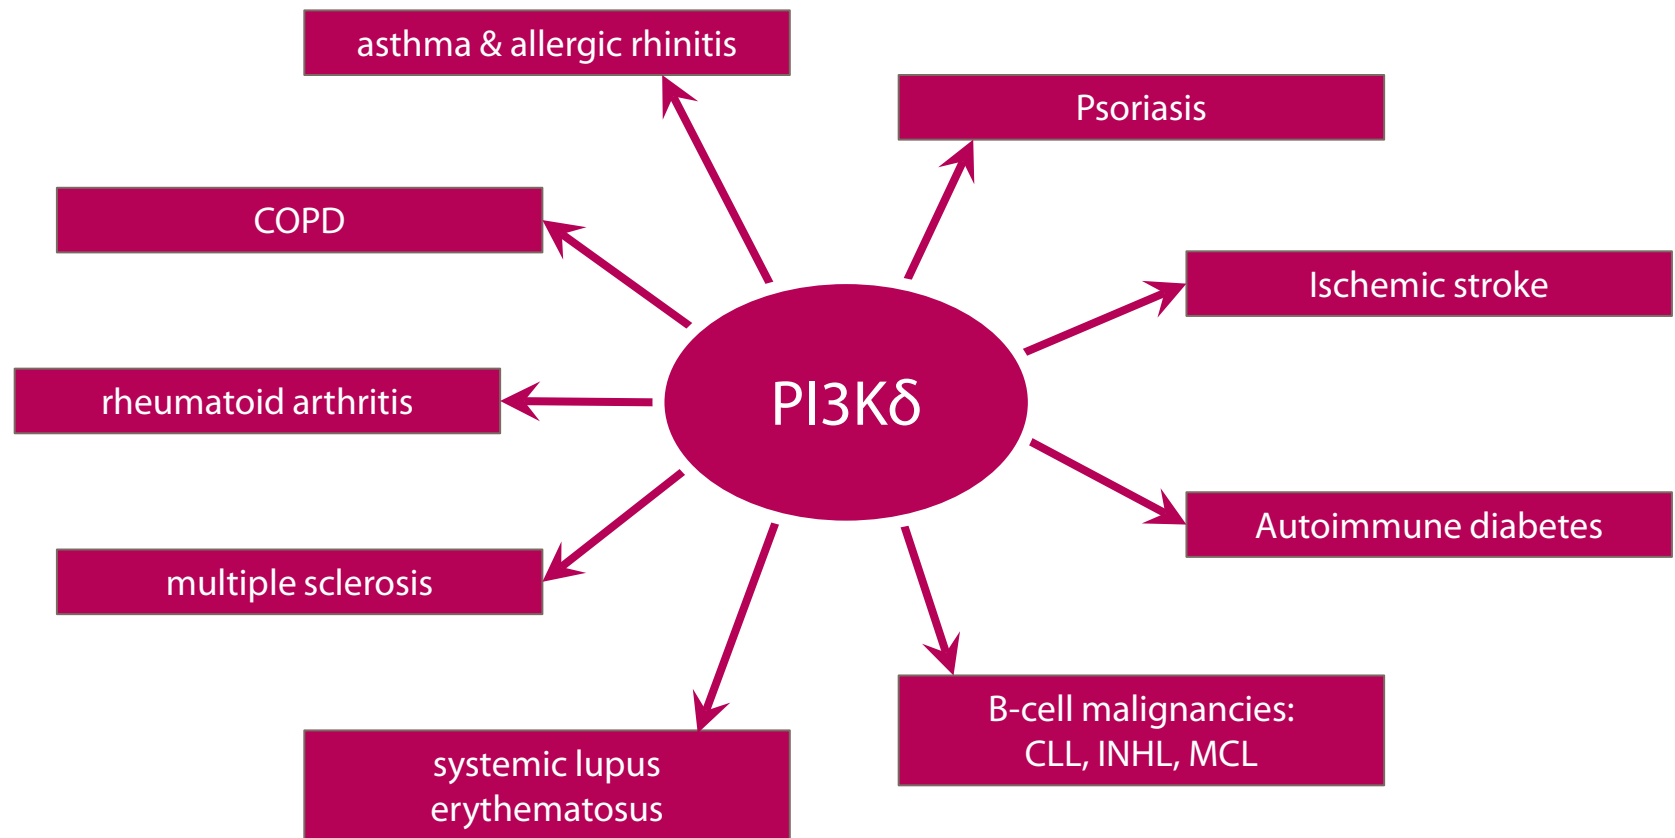 asthma & allergic rhinitis
Psoriasis
COPD
Ischemic stroke
rheumatoid arthritis
PI3Kδ
Autoimmune diabetes
multiple sclerosis
B-cell malignancies:
CLL, INHL, MCL
systemic lupus
erythematosus